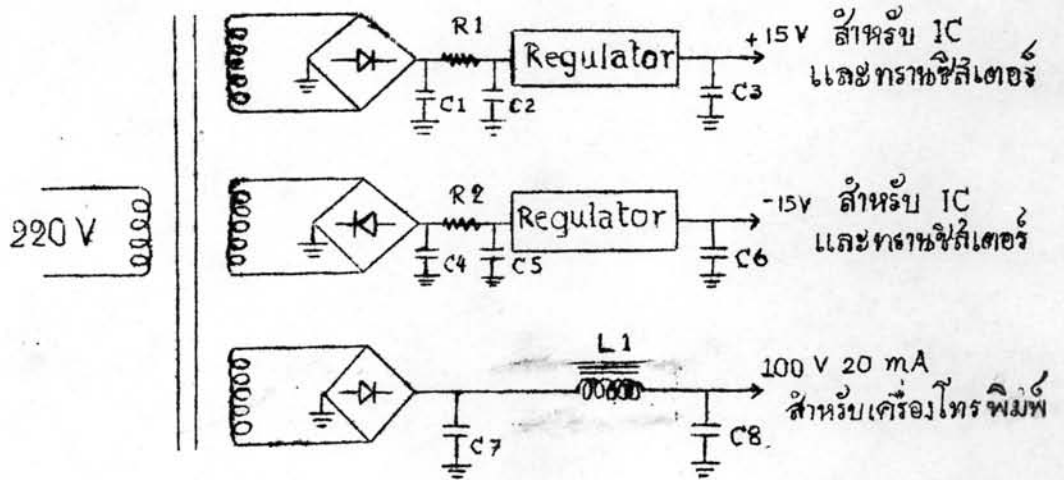 R1
Regulator
+15V สำหรับ IC
และทรานซิสเตอร์
C1
C2
C3
220 V
R2
Regulator
-15V สำหรับ IC
และทรานซิสเตอร์
C4
C5
C6
L1
100 V 20 mA
สำหรับเครื่องโทรพิมพ์
C7
C8